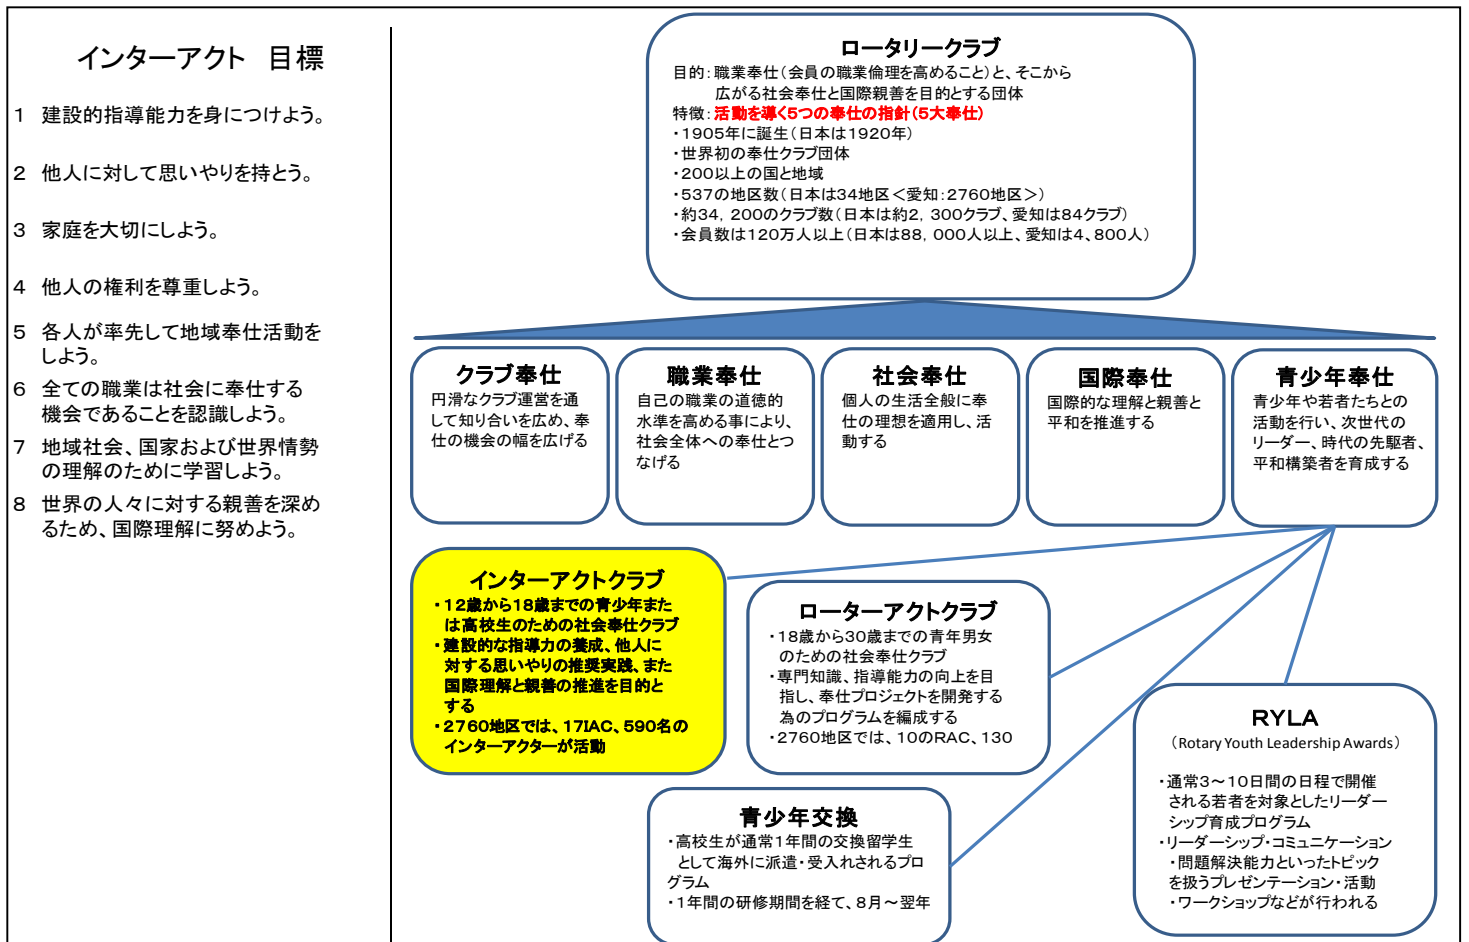 インターアクト　目標
１　建設的指導能力を身につけよう。
２　他人に対して思いやりを持とう。
３　家庭を大切にしよう。
４　他人の権利を尊重しよう。
５　各人が率先して地域奉仕活動を
しよう。
６　全ての職業は社会に奉仕する
機会であることを認識しよう。
７　地域社会、国家および世界情勢
の理解のために学習しよう。
８　世界の人々に対する親善を深め
るため、国際理解に努めよう。
ロータリークラブ
目的：職業奉仕（会員の職業倫理を高めること）と、そこから
広がる社会奉仕と国際親善を目的とする団体
特徴：活動を導く５つの奉仕の指針（５大奉仕）
・１９０５年に誕生（日本は１９２０年）
・世界初の奉仕クラブ団体
・２００以上の国と地域
・５３７の地区数（日本は３４地区＜愛知：２７６０地区＞）
・約３４，２００のクラブ数（日本は約２，３００クラブ、愛知は８４クラブ）
・会員数は１２０万人以上（日本は８８，０００人以上、愛知は４、８００人）
クラブ奉仕
円滑なクラブ運営を通
して知り合いを広め、奉
仕の機会の幅を広げる
職業奉仕
自己の職業の道徳的
水準を高める事により、
社会全体への奉仕とつ
なげる
社会奉仕
個人の生活全般に奉
仕の理想を適用し、活
動する
国際奉仕
国際的な理解と親善と
平和を推進する
青少年奉仕
青少年や若者たちとの
活動を行い、次世代の
リーダー、時代の先駆者、
平和構築者を育成する
インターアクトクラブ
・１２歳から１８歳までの青少年また
は高校生のための社会奉仕クラブ
・建設的な指導力の養成、他人に
対する思いやりの推奨実践、また
国際理解と親善の推進を目的と
する
・２７６０地区では、１７IAC、５９０名の
インターアクターが活動
ローターアクトクラブ
・１８歳から３０歳までの青年男女
のための社会奉仕クラブ
・専門知識、指導能力の向上を目
指し、奉仕プロジェクトを開発する
為のプログラムを編成する
・２７６０地区では、１０のＲＡＣ、１３０
青少年交換
・高校生が通常１年間の交換留学生
として海外に派遣・受入れされるプロ
グラム
・１年間の研修期間を経て、８月～翌年
ＲＹＬＡ
（Rotary Youth Leadership Awards）
・通常３～１０日間の日程で開催
される若者を対象としたリーダー
シップ育成プログラム
・リーダーシップ・コミュニケーション
・問題解決能力といったトピック
を扱うプレゼンテーション・活動
・ワークショップなどが行われる